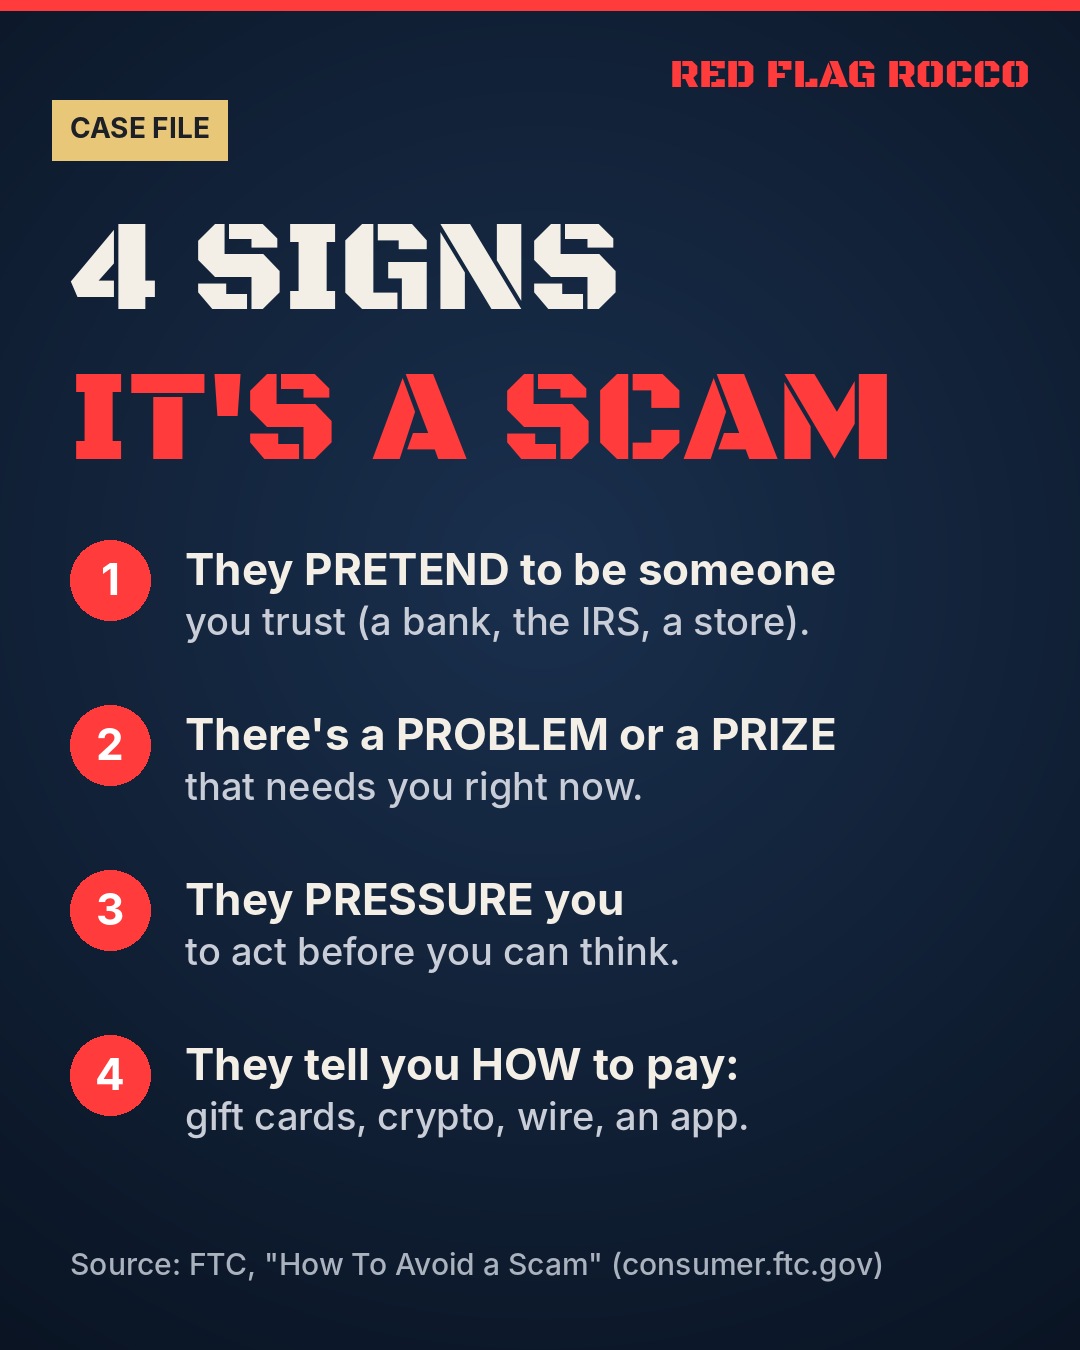 RED FLAG ROCCO
CASE FILE
4 SIGNS
IT'S A SCAM
1
They PRETEND to be someone
you trust (a bank, the IRS, a store).
2
There's a PROBLEM or a PRIZE
that needs you right now.
3
They PRESSURE you
to act before you can think.
4
They tell you HOW to pay:
gift cards, crypto, wire, an app.
Source: FTC, "How To Avoid a Scam" (consumer.ftc.gov)